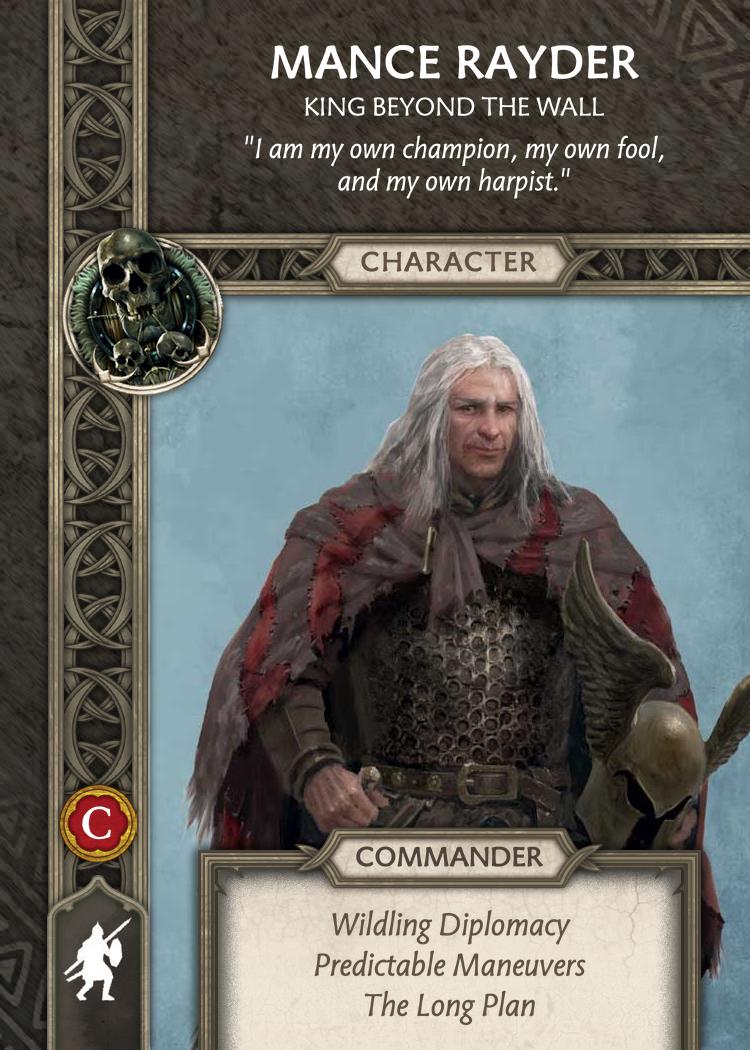 MANCE RAYDER
KING BEYOND THE WALL
"I am my own champion, my own fool,
and my own harpist."
CHARACTER
C
COMMANDER
Wildling Diplomacy
Predictable Maneuvers
The Long Plan